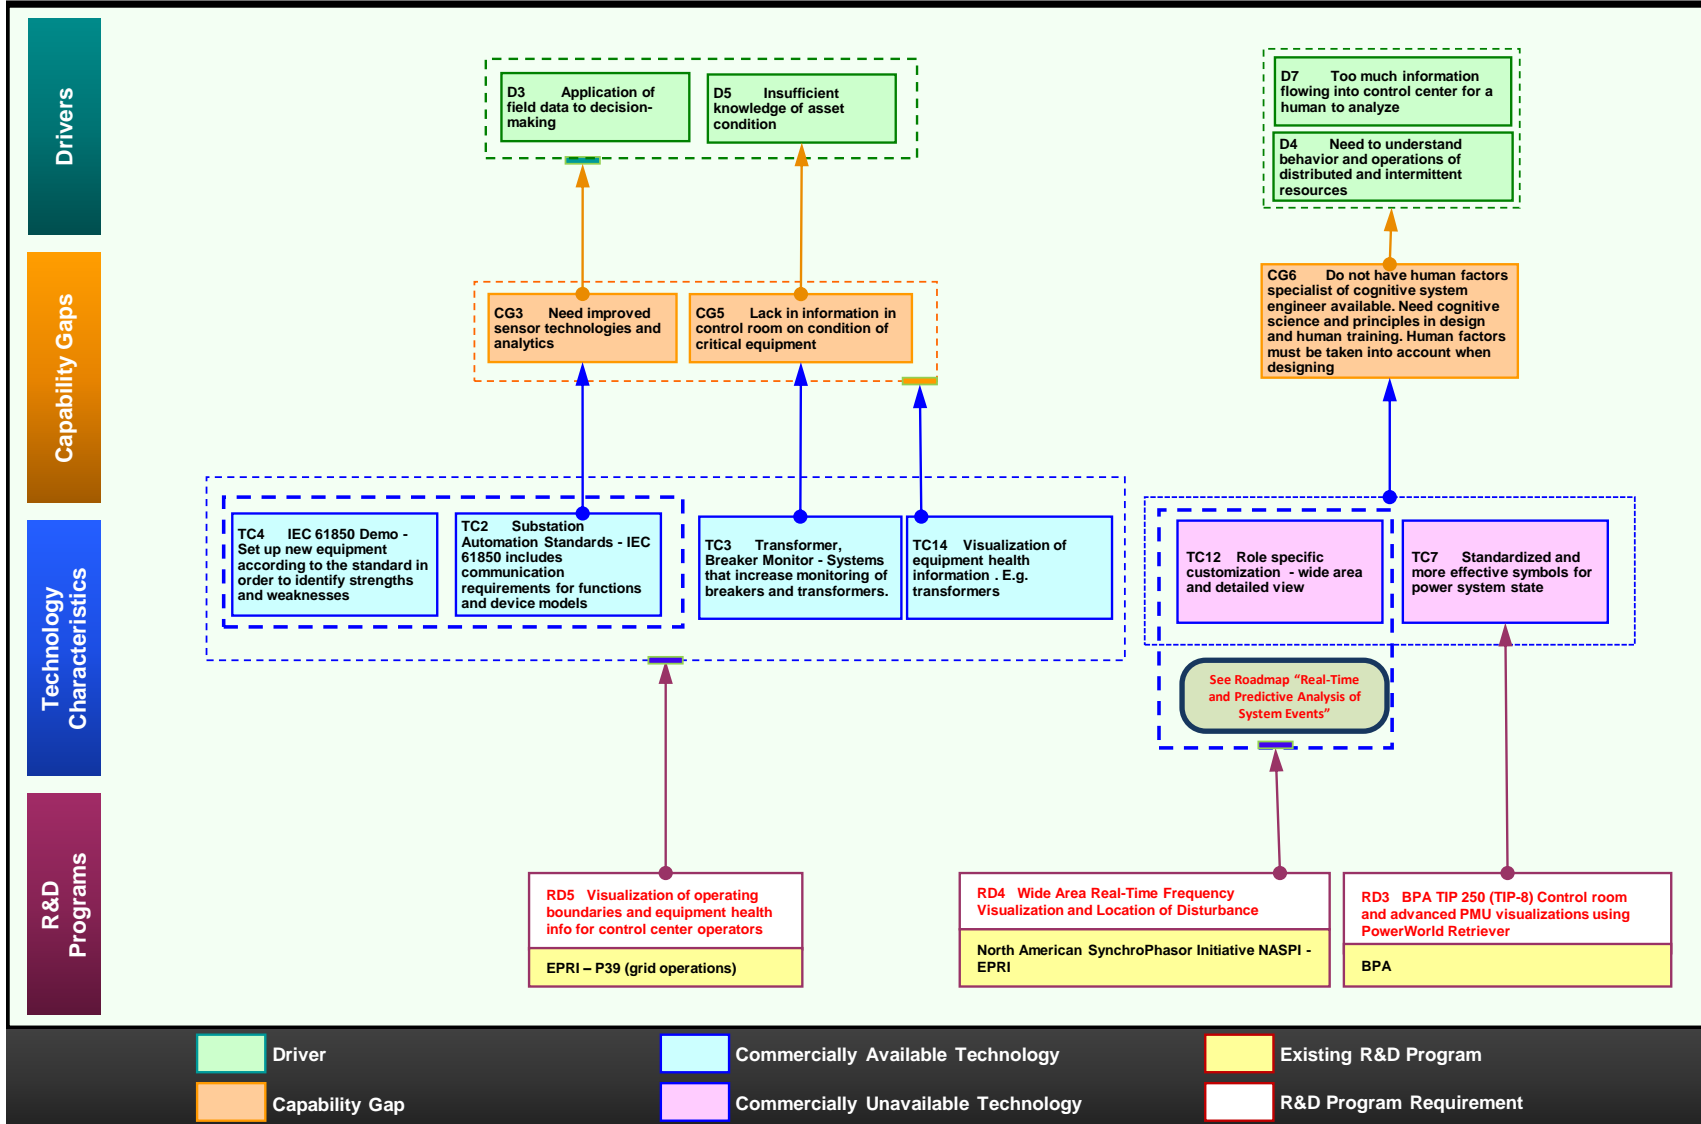 Drivers
D3 Application of
field data to decision-
making
D5 Insufficient
knowledge of asset
condition
D7 Too much information
flowing into control center for a
human to analyze
D4 Need to understand
behavior and operations of
distributed and intermittent
resources
Capability Gaps
CG3 Need improved
sensor technologies and
analytics
CG5 Lack in information in
control room on condition of
critical equipment
CG6 Do not have human factors
specialist of cognitive system
engineer available. Need cognitive
science and principles in design
and human training. Human factors
must be taken into account when
designing
Technology
Characteristics
TC4 IEC 61850 Demo -
Set up new equipment
according to the standard in
order to identify strengths
and weaknesses
TC2 Substation
Automation Standards - IEC
61850 includes
communication
requirements for functions
and device models
TC3 Transformer,
Breaker Monitor - Systems
that increase monitoring of
breakers and transformers.
TC14 Visualization of
equipment health
information . E.g.
transformers
TC12 Role specific
customization - wide area
and detailed view
TC7 Standardized and
more effective symbols for
power system state
See Roadmap “Real-Time
and Predictive Analysis of
System Events”
R&D
Programs
RD5 Visualization of operating
boundaries and equipment health
info for control center operators
EPRI – P39 (grid operations)
RD4 Wide Area Real-Time Frequency
Visualization and Location of Disturbance
North American SynchroPhasor Initiative NASPI -
EPRI
RD3 BPA TIP 250 (TIP-8) Control room
and advanced PMU visualizations using
PowerWorld Retriever
BPA
Driver
Commercially Available Technology
Existing R&D Program
Capability Gap
Commercially Unavailable Technology
R&D Program Requirement